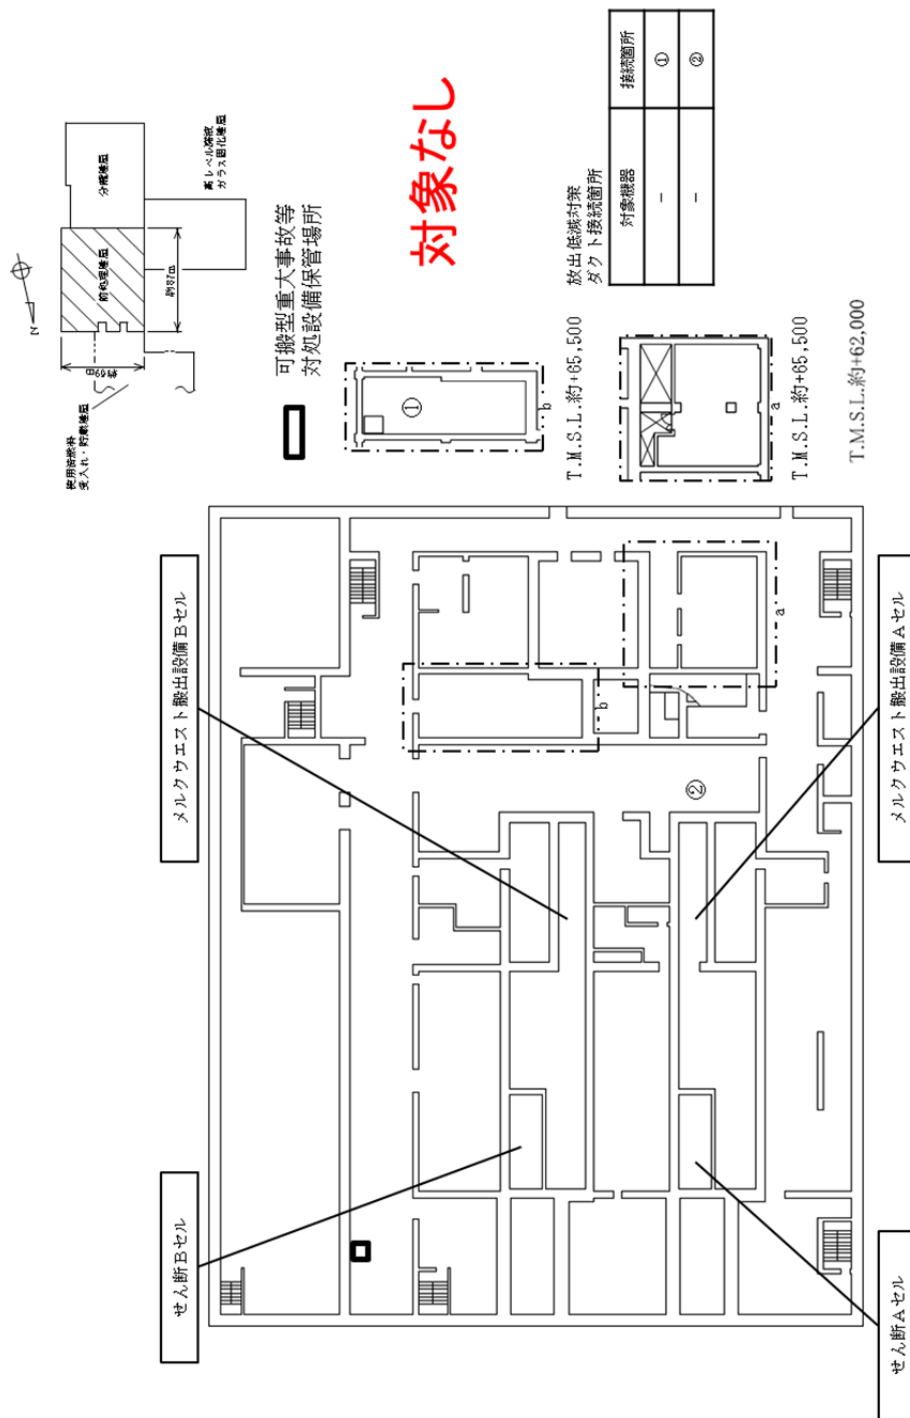 N
分離建屋
前処理建屋
約87m
約69m
使用済燃料
受入れ・貯蔵建屋
高レベル廃液
ガラス固化建屋
可搬型重大事故等
対処設備保管場所
対象なし
放出低減対策
ダクト接続箇所
対象機器 接続箇所
－ ①
－ ②
①
b
T.M.S.L.約+65,500
a
T.M.S.L.約+65,500
T.M.S.L.約+62,000
メルクウエスト搬出設備Bセル
メルクウエスト搬出設備Aセル
せん断Bセル
せん断Aセル
b
a
②